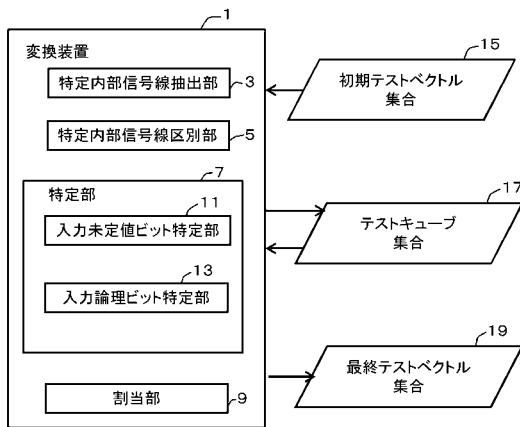 1
変換装置
特定内部信号線抽出部
3
特定内部信号線区別部
5
7
特定部
11
入力未定値ビット特定部
13
入力論理ビット特定部
割当部
9
15
初期テストベクトル
集合
17
テストキューブ
集合
19
最終テストベクトル
集合